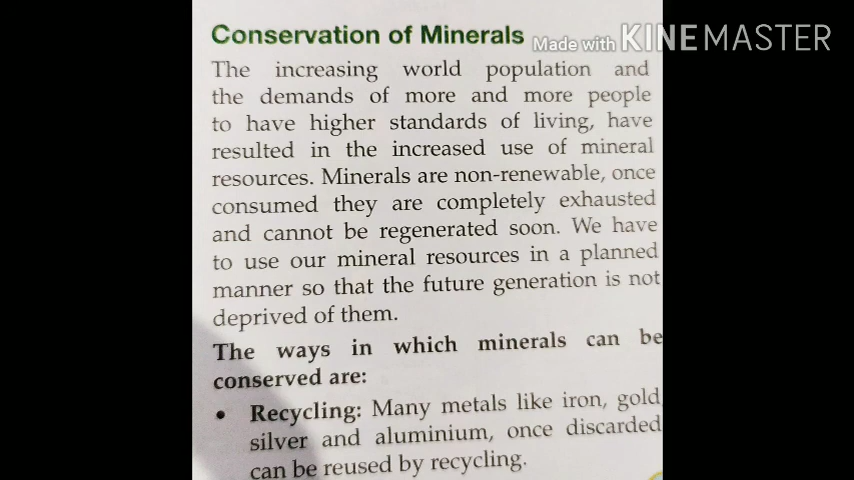 Conservation of Minerals
Made with KINEMASTER
The increasing world population and
the demands of more and more people
to have higher standards of living, have
resulted in the increased use of mineral
resources. Minerals are non-renewable, once
consumed they are completely exhausted
and cannot be regenerated soon. We have
to use our mineral resources in a planned
manner so that the future generation is not
deprived of them.
The ways in which minerals can be
conserved are:
• Recycling: Many metals like iron, gold
silver and aluminium, once discarded
can be reused by recycling.